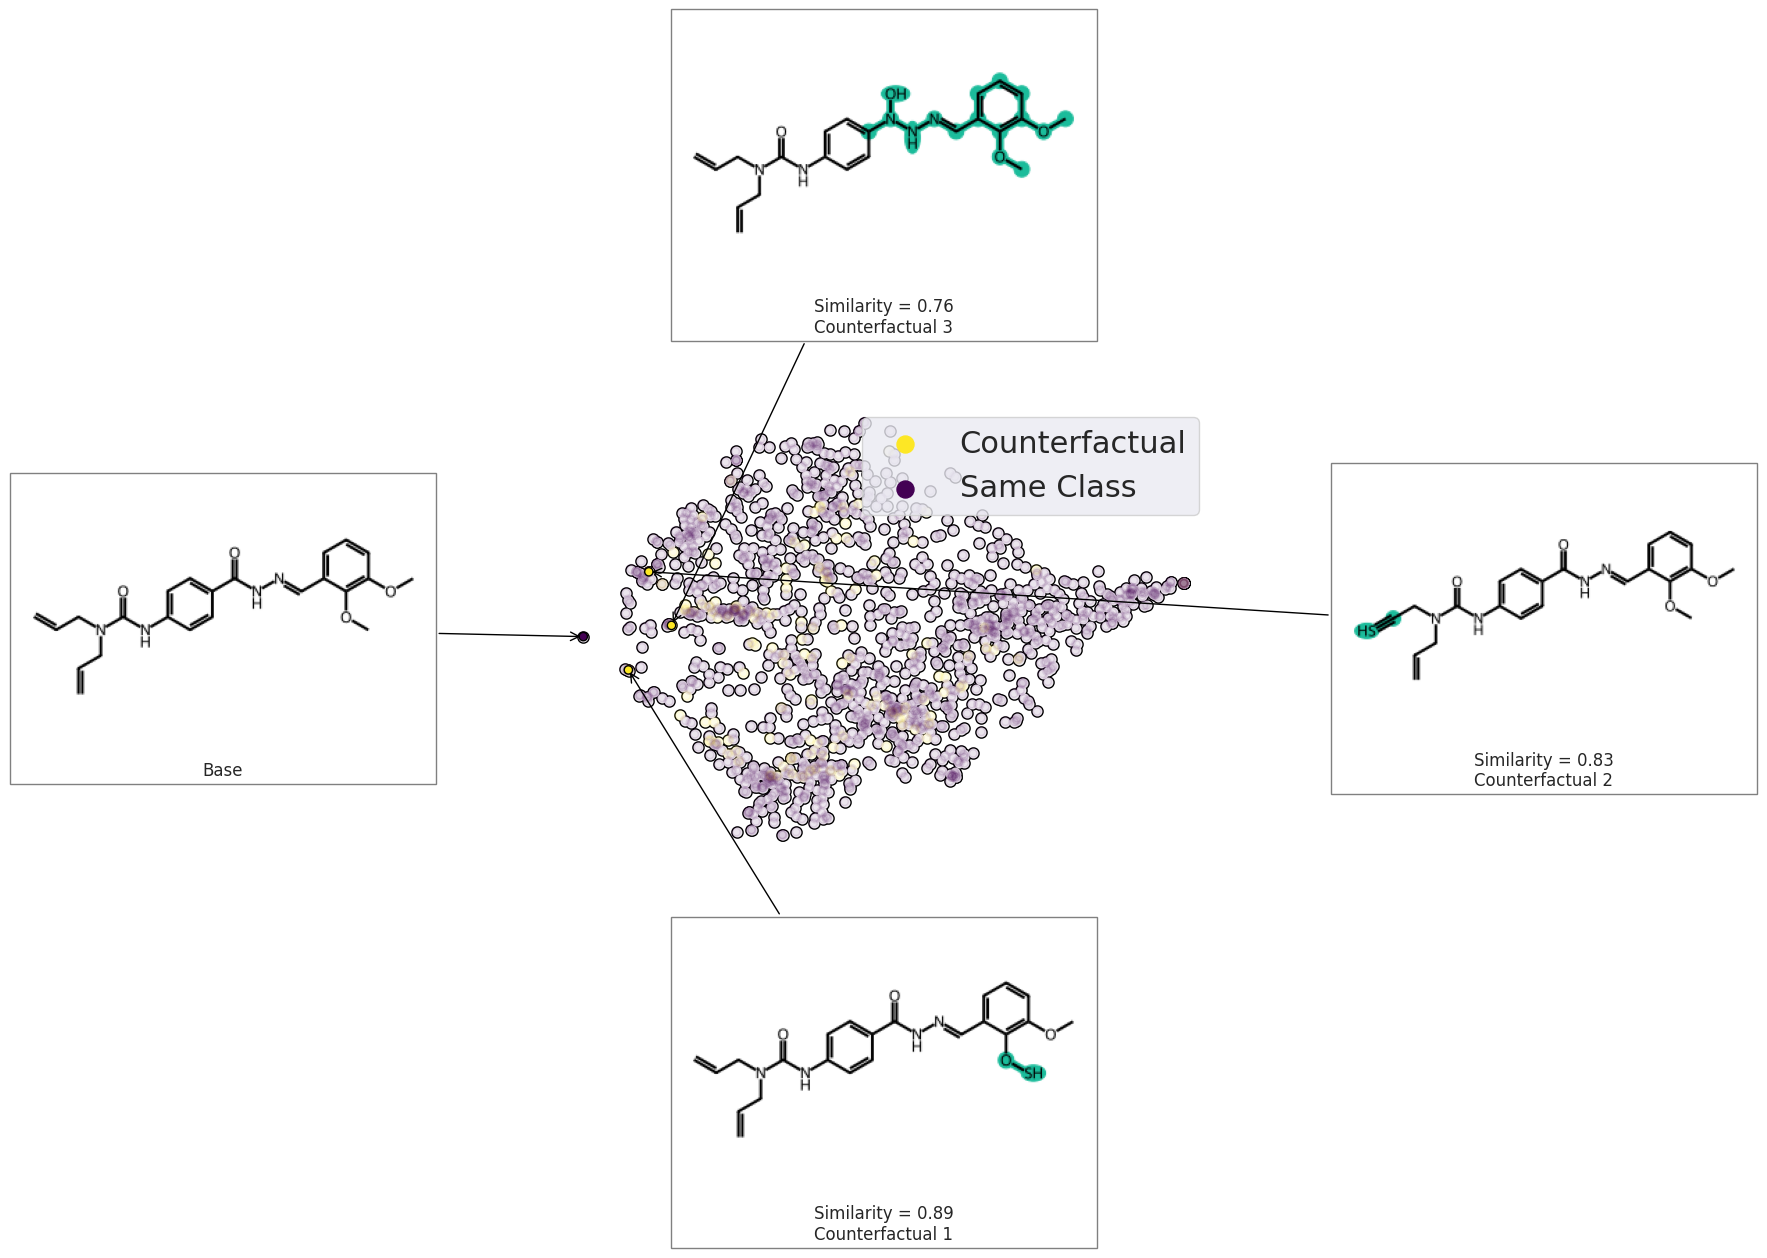 OH
N
N
H
N
O
O
O
N
N
H
Similarity = 0.76
Counterfactual 3
Counterfactual
Same Class
O
O
N
N
H
N
N
H
O
O
Base
O
O
HS
N
N
H
N
H
N
O
O
Similarity = 0.83
Counterfactual 2
O
O
N
N
H
N
H
N
O
O
SH
Similarity = 0.89
Counterfactual 1